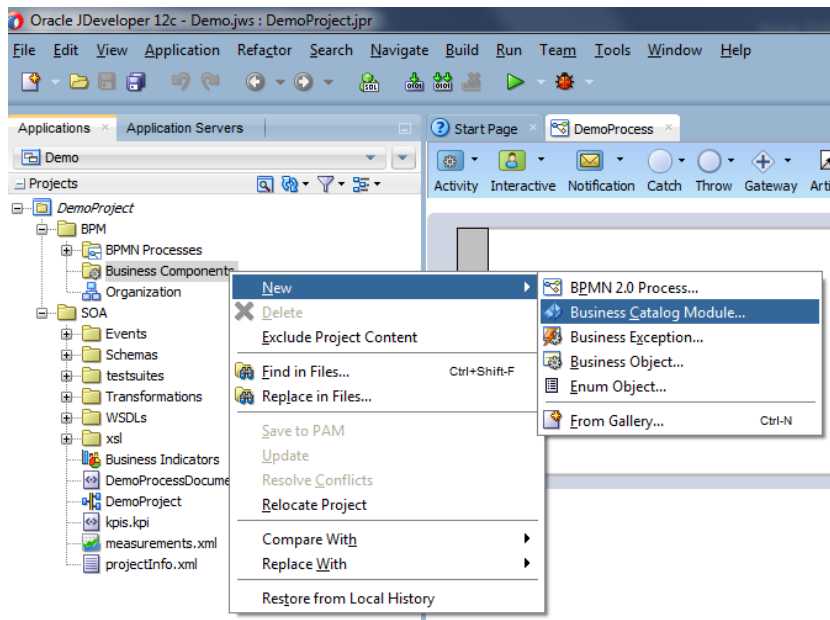 Oracle JDeveloper 12c - Demo.jws : DemoProject.jpr
File Edit View Application Refactor Search Navigate Build Run Team Tools Window Help
Applications Application Servers
Start Page DemoProcess
Demo
Projects
Activity Interactive Notification Catch Throw Gateway Arti
DemoProject
BPM
BPMN Processes
Business Components
Organization
SOA
Events
Schemas
testsuites
Transformations
WSDLs
xsl
Business Indicators
DemoProcessDocume
DemoProject
kpis.kpi
measurements.xml
projectInfo.xml
New
Delete
Exclude Project Content
Find in Files... Ctrl+Shift-F
Replace in Files...
Save to PAM
Update
Resolve Conflicts
Relocate Project
Compare With
Replace With
Restore from Local History
BPMN 2.0 Process...
Business Catalog Module...
Business Exception...
Business Object...
Enum Object...
From Gallery... Ctrl-N